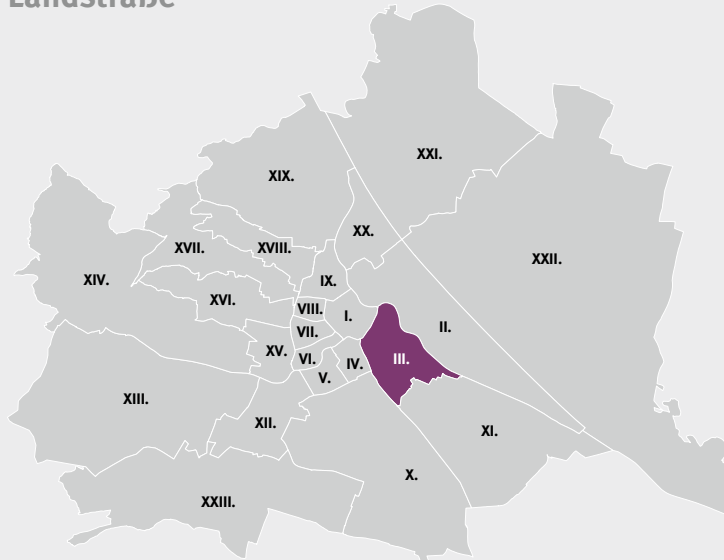 Landstraße
XXI.
XIX.
XX.
XVII.
XVIII.
XXII.
XIV.
IX.
XVI.
VIII.
I.
II.
VII.
XV.
VI.
IV.
III.
V.
XIII.
XII.
XI.
X.
XXIII.